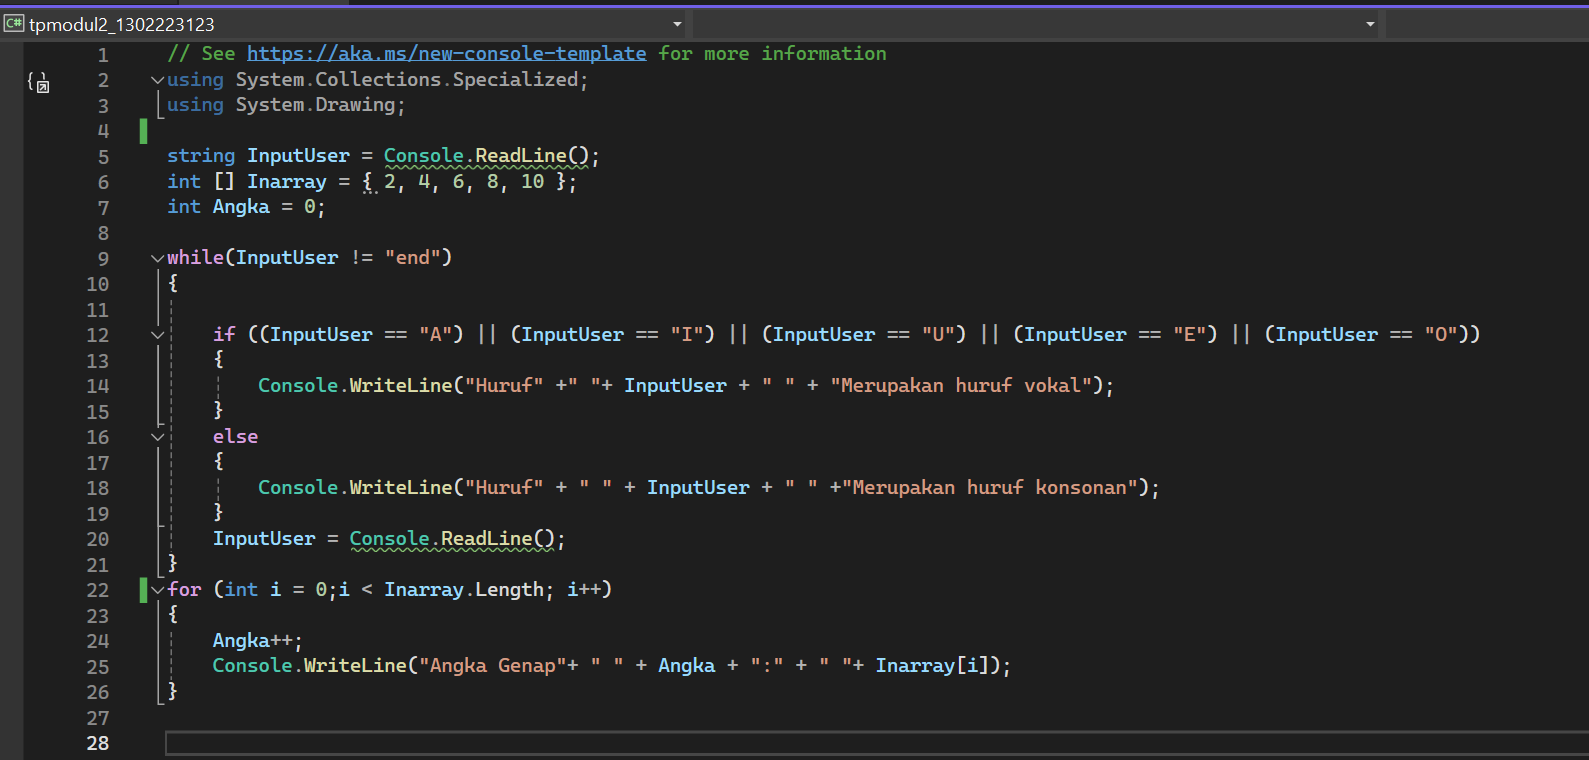 C# tpmodul2_1302223123
1 // See https://aka.ms/new-console-template for more information
2 using System.Collections.Specialized;
3 using System.Drawing;
4
5 string InputUser = Console.ReadLine();
6 int [] Inarray = { 2, 4, 6, 8, 10 };
7 int Angka = 0;
8
9 while(InputUser != "end")
10 {
11
12 if ((InputUser == "A") || (InputUser == "I") || (InputUser == "U") || (InputUser == "E") || (InputUser == "O"))
13 {
14 Console.WriteLine("Huruf" +" "+ InputUser + " " + "Merupakan huruf vokal");
15 }
16 else
17 {
18 Console.WriteLine("Huruf" + " " + InputUser + " " +"Merupakan huruf konsonan");
19 }
20 InputUser = Console.ReadLine();
21 }
22 for (int i = 0;i < Inarray.Length; i++)
23 {
24 Angka++;
25 Console.WriteLine("Angka Genap"+ " " + Angka + ":" + " "+ Inarray[i]);
26 }
27
28